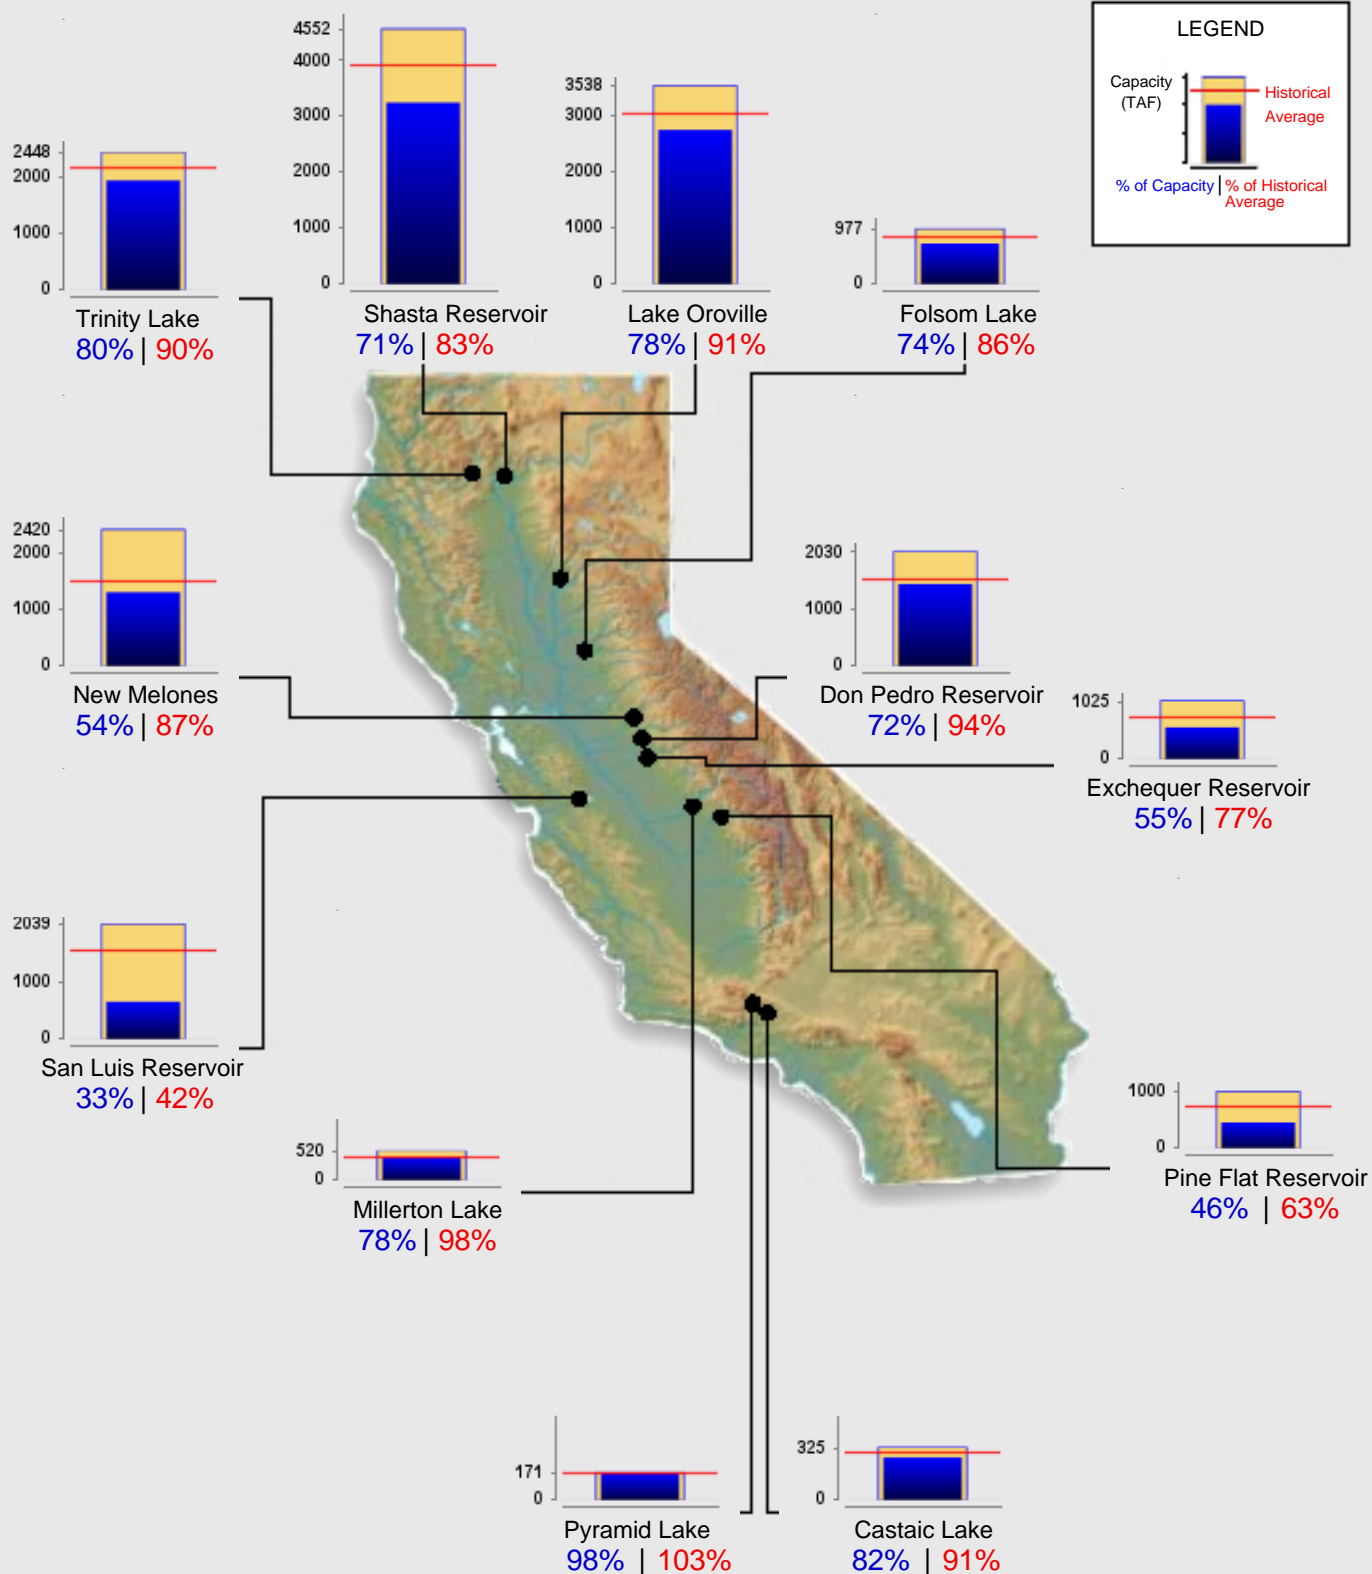 LEGEND
Capacity
(TAF)
Historical
Average
% of Capacity | % of Historical
Average
4552
4000
3000
2000
1000
0
Shasta Reservoir
71% | 83%
3538
3000
2000
1000
0
Lake Oroville
78% | 91%
2448
2000
1000
0
Trinity Lake
80% | 90%
977
0
Folsom Lake
74% | 86%
2420
2000
1000
0
New Melones
54% | 87%
2030
1000
0
Don Pedro Reservoir
72% | 94%
1025
0
Exchequer Reservoir
55% | 77%
2039
1000
0
San Luis Reservoir
33% | 42%
520
0
Millerton Lake
78% | 98%
1000
0
Pine Flat Reservoir
46% | 63%
171
0
Pyramid Lake
98% | 103%
325
0
Castaic Lake
82% | 91%